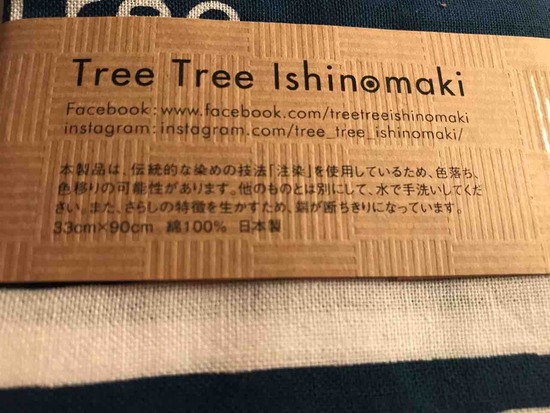 tree
Tree Tree Ishinomaki
Facebook:www.facebook.com/treetreeishinomaki
instagram:instagram.com/tree_tree_ishinomaki/
本製品は、伝統的な染めの技法「注染」を使用しているため、色落ち、
色移りの可能性があります。他のものとは別にして、水で手洗いしてくだ
さい。また、さらしの特徴を生かすため、端が断ちきりになっています。
33cm×90cm 綿100% 日本製